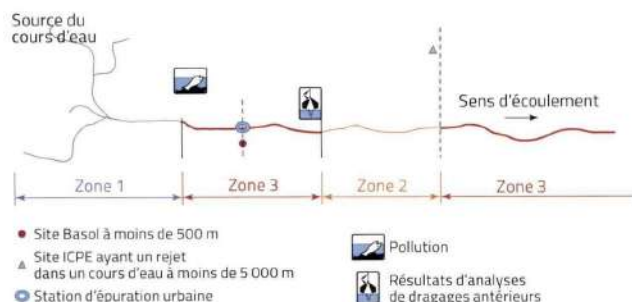 Source du
cours d'eau
Sens d'écoulement
Zone 1
Zone 3
Zone 2
Zone 3
Site Basol à moins de 500 m
Site ICPE ayant un rejet
dans un cours d'eau à moins de 5 000 m
Station d'épuration urbaine
Pollution
Résultats d'analyses
de dragages antérieurs